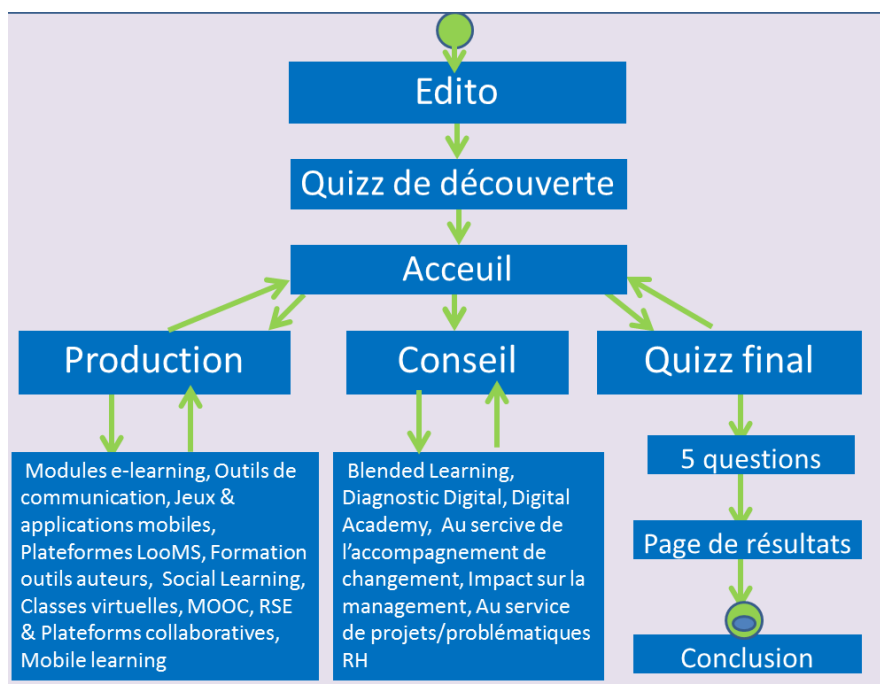 Edito
Quizz de découverte
Acceuil
Production
Conseil
Quizz final
Modules e-learning, Outils de
communication, Jeux &
applications mobiles,
Plateformes LooMS, Formation
outils auteurs, Social Learning,
Classes virtuelles, MOOC, RSE
& Plateforms collaboratives,
Mobile learning
Blended Learning,
Diagnostic Digital, Digital
Academy, Au sercive de
l’accompagnement de
changement, Impact sur la
management, Au service
de projets/problématiques
RH
5 questions
Page de résultats
Conclusion